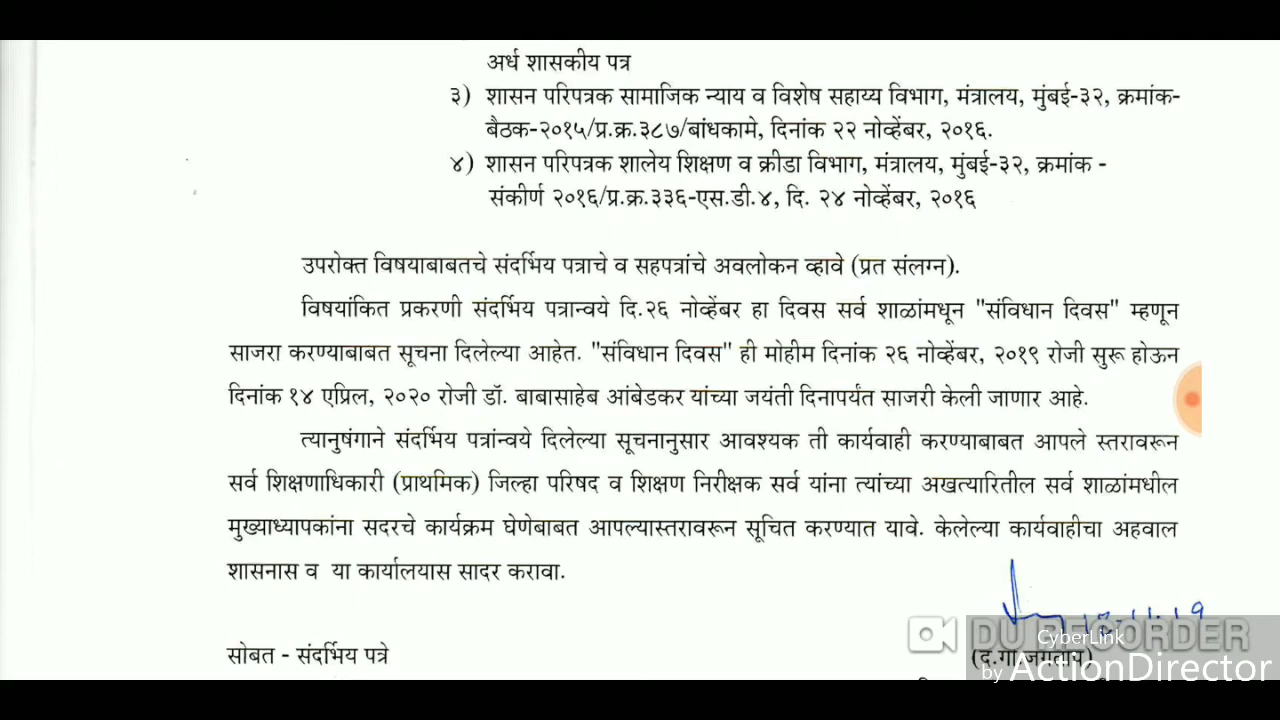 अर्ध शासकीय पत्र
३) शासन परिपत्रक सामाजिक न्याय व विशेष सहाय्य विभाग, मंत्रालय, मुंबई-३२, क्रमांक-
बैठक-२०१५/प्र.क्र.३८७/बांधकामे, दिनांक २२ नोव्हेंबर, २०१६.
४) शासन परिपत्रक शालेय शिक्षण व क्रीडा विभाग, मंत्रालय, मुंबई-३२, क्रमांक -
संकीर्ण २०१६/प्र.क्र.३३६-एस.डी.४, दि. २४ नोव्हेंबर, २०१६
उपरोक्त विषयाबाबतचे संदर्भिय पत्राचे व सहपत्रांचे अवलोकन व्हावे (प्रत संलग्न).
विषयांकित प्रकरणी संदर्भिय पत्रान्वये दि.२६ नोव्हेंबर हा दिवस सर्व शाळांमधून "संविधान दिवस" म्हणून
साजरा करण्याबाबत सूचना दिलेल्या आहेत. "संविधान दिवस" ही मोहीम दिनांक २६ नोव्हेंबर, २०१९ रोजी सुरू होऊन
दिनांक १४ एप्रिल, २०२० रोजी डॉ. बाबासाहेब आंबेडकर यांच्या जयंती दिनापर्यंत साजरी केली जाणार आहे.
त्यानुषंगाने संदर्भिय पत्रांन्वये दिलेल्या सूचनानुसार आवश्यक ती कार्यवाही करण्याबाबत आपले स्तरावरून
सर्व शिक्षणाधिकारी (प्राथमिक) जिल्हा परिषद व शिक्षण निरीक्षक सर्व यांना त्यांच्या अखत्यारितील सर्व शाळांमधील
मुख्याध्यापकांना सदरचे कार्यक्रम घेणेबाबत आपल्यास्तरावरून सूचित करण्यात यावे. केलेल्या कार्यवाहीचा अहवाल
शासनास व या कार्यालयास सादर करावा.
DU RECORDER
सोबत - संदर्भिय पत्रे
CyberLink
(द.गो.जगताप)
by ActionDirector